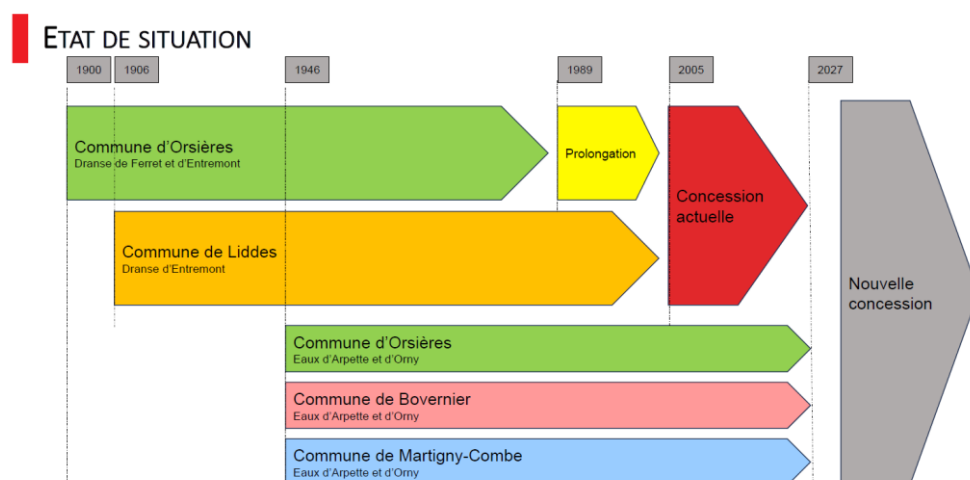 ETAT DE SITUATION
1900 1906 1946 1989 2005 2027
Commune d'Orsières
Dranse de Ferret et d'Entremont
Prolongation
Concession
actuelle
Commune de Liddes
Dranse d'Entremont
Nouvelle
concession
Commune d'Orsières
Eaux d'Arpette et d'Orny
Commune de Bovernier
Eaux d'Arpette et d'Orny
Commune de Martigny-Combe
Eaux d'Arpette et d'Orny